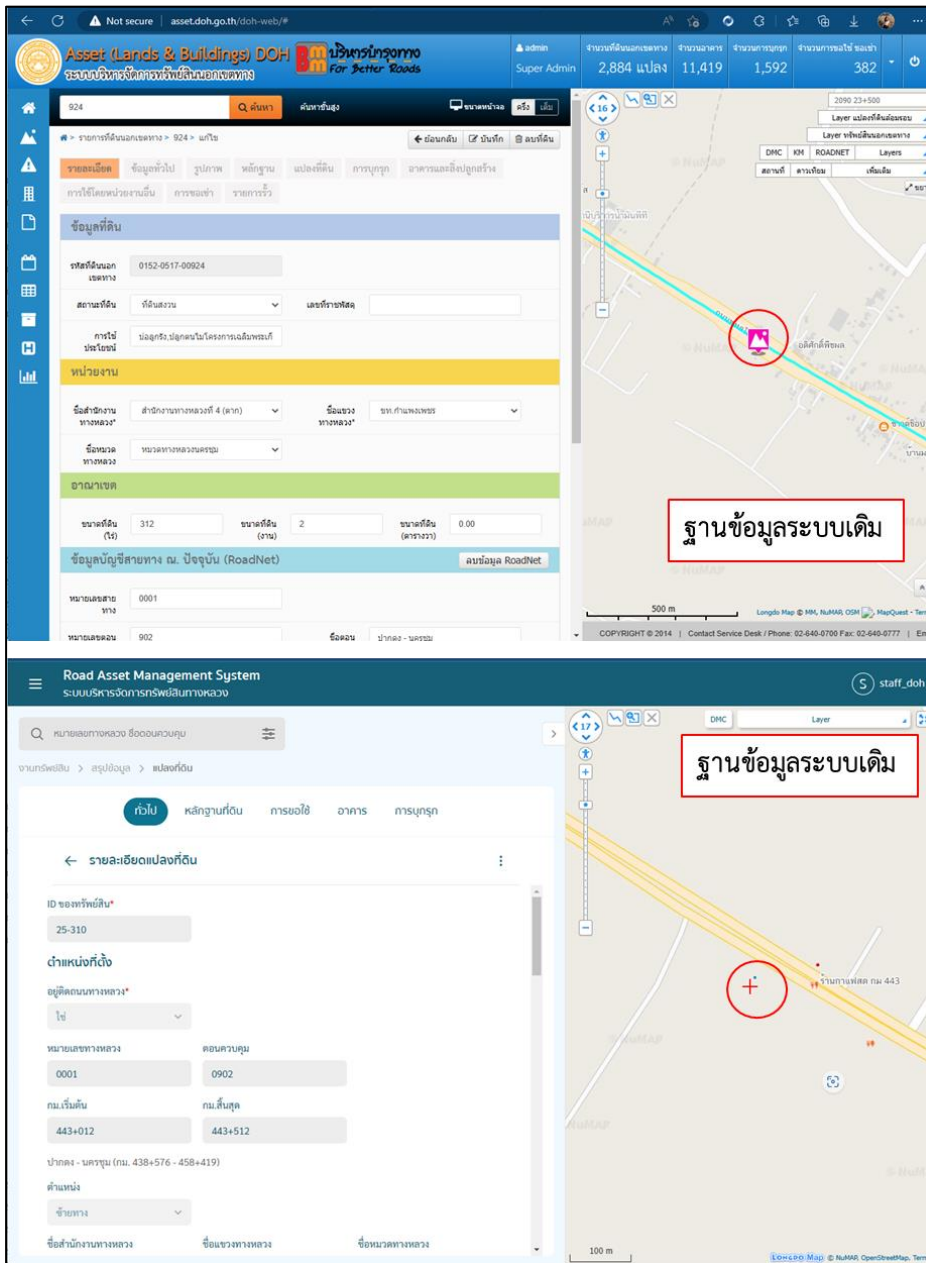 Not secure | asset.doh.go.th/doh-web/#
Asset (Lands & Buildings) DOH
ระบบบริหารจัดการทรัพย์สินนอกเขตทาง
For Better Roads
admin
Super Admin
จำนวนที่ดินนอกเขตทาง
2,884 แปลง
จำนวนอาคาร
11,419
จำนวนการบุกรุก
1,592
จำนวนการขอใช้ ขอเช่า
382
924
ค้นหา
ค้นหาขั้นสูง
ขนาดหน้าจอ
ครึ่ง
เต็ม
> รายการที่ดินนอกเขตทาง > 924 > แก้ไข
ย้อนกลับ
บันทึก
ลบที่ดิน
รายละเอียด
ข้อมูลทั่วไป
รูปภาพ
หลักฐาน
แปลงที่ดิน
การบุกรุก
อาคารและสิ่งปลูกสร้าง
การใช้โดยหน่วยงานอื่น
การขอเช่า
รายการรั้ว
ข้อมูลที่ดิน
รหัสที่ดินนอกเขตทาง
0152-0517-00924
สถานะที่ดิน
ที่ดินสงวน
เลขที่ราชพัสดุ
การใช้ประโยชน์
บ่อลูกรัง,ปลูกต้นไม้โครงการเฉลิมพระเกี
หน่วยงาน
ชื่อสำนักงานทางหลวง*
สำนักงานทางหลวงที่ 4 (ตาก)
ชื่อแขวงทางหลวง*
ขท.กำแพงเพชร
ชื่อหมวดทางหลวง
หมวดทางหลวงนครชุม
อาณาเขต
ขนาดที่ดิน (ไร่)
312
ขนาดที่ดิน (งาน)
2
ขนาดที่ดิน (ตารางวา)
0.00
ข้อมูลบัญชีสายทาง ณ. ปัจจุบัน (RoadNet)
ลบข้อมูล RoadNet
หมายเลขสายทาง
0001
หมายเลขตอน
902
ชื่อตอน
ปากดง - นครชุม
16
2090 23+500
Layer แปลงที่ดินล้อมรอบ
Layer ทรัพย์สินนอกเขตทาง
DMC
KM
ROADNET
Layers
สถานที่
ดาวเทียม
เพิ่มเติม
อดิศักดิ์พืชผล
ฐานข้อมูลระบบเดิม
500 m
Longdo Map © MM, NuMAP, OSM
MapQuest - Ter
COPYRIGHT © 2014 | Contact Service Desk / Phone: 02-640-0700 Fax: 02-640-0777 | Em
Road Asset Management System
ระบบบริหารจัดการทรัพย์สินทางหลวง
S staff_doh
หมายเลขทางหลวง ชื่อตอนควบคุม
งานทรัพย์สิน > สรุปข้อมูล > แปลงที่ดิน
ทั่วไป
หลักฐานที่ดิน
การขอใช้
อาคาร
การบุกรุก
รายละเอียดแปลงที่ดิน
ID ของทรัพย์สิน*
25-310
ตำแหน่งที่ตั้ง
อยู่ติดถนนทางหลวง*
ใช่
หมายเลขทางหลวง
ตอนควบคุม
0001
0902
กม.เริ่มต้น
กม.สิ้นสุด
443+012
443+512
ปากดง - นครชุม (กม. 438+576 - 458+419)
ตำแหน่ง
ซ้ายทาง
ชื่อสำนักงานทางหลวง
ชื่อแขวงทางหลวง
ชื่อหมวดทางหลวง
17
DMC
Layer
ฐานข้อมูลระบบเดิม
ร้านกาแฟสด กม 443
NuMAP
100 m
Longdo Map © NuMAP, OpenStreetMap, Ter